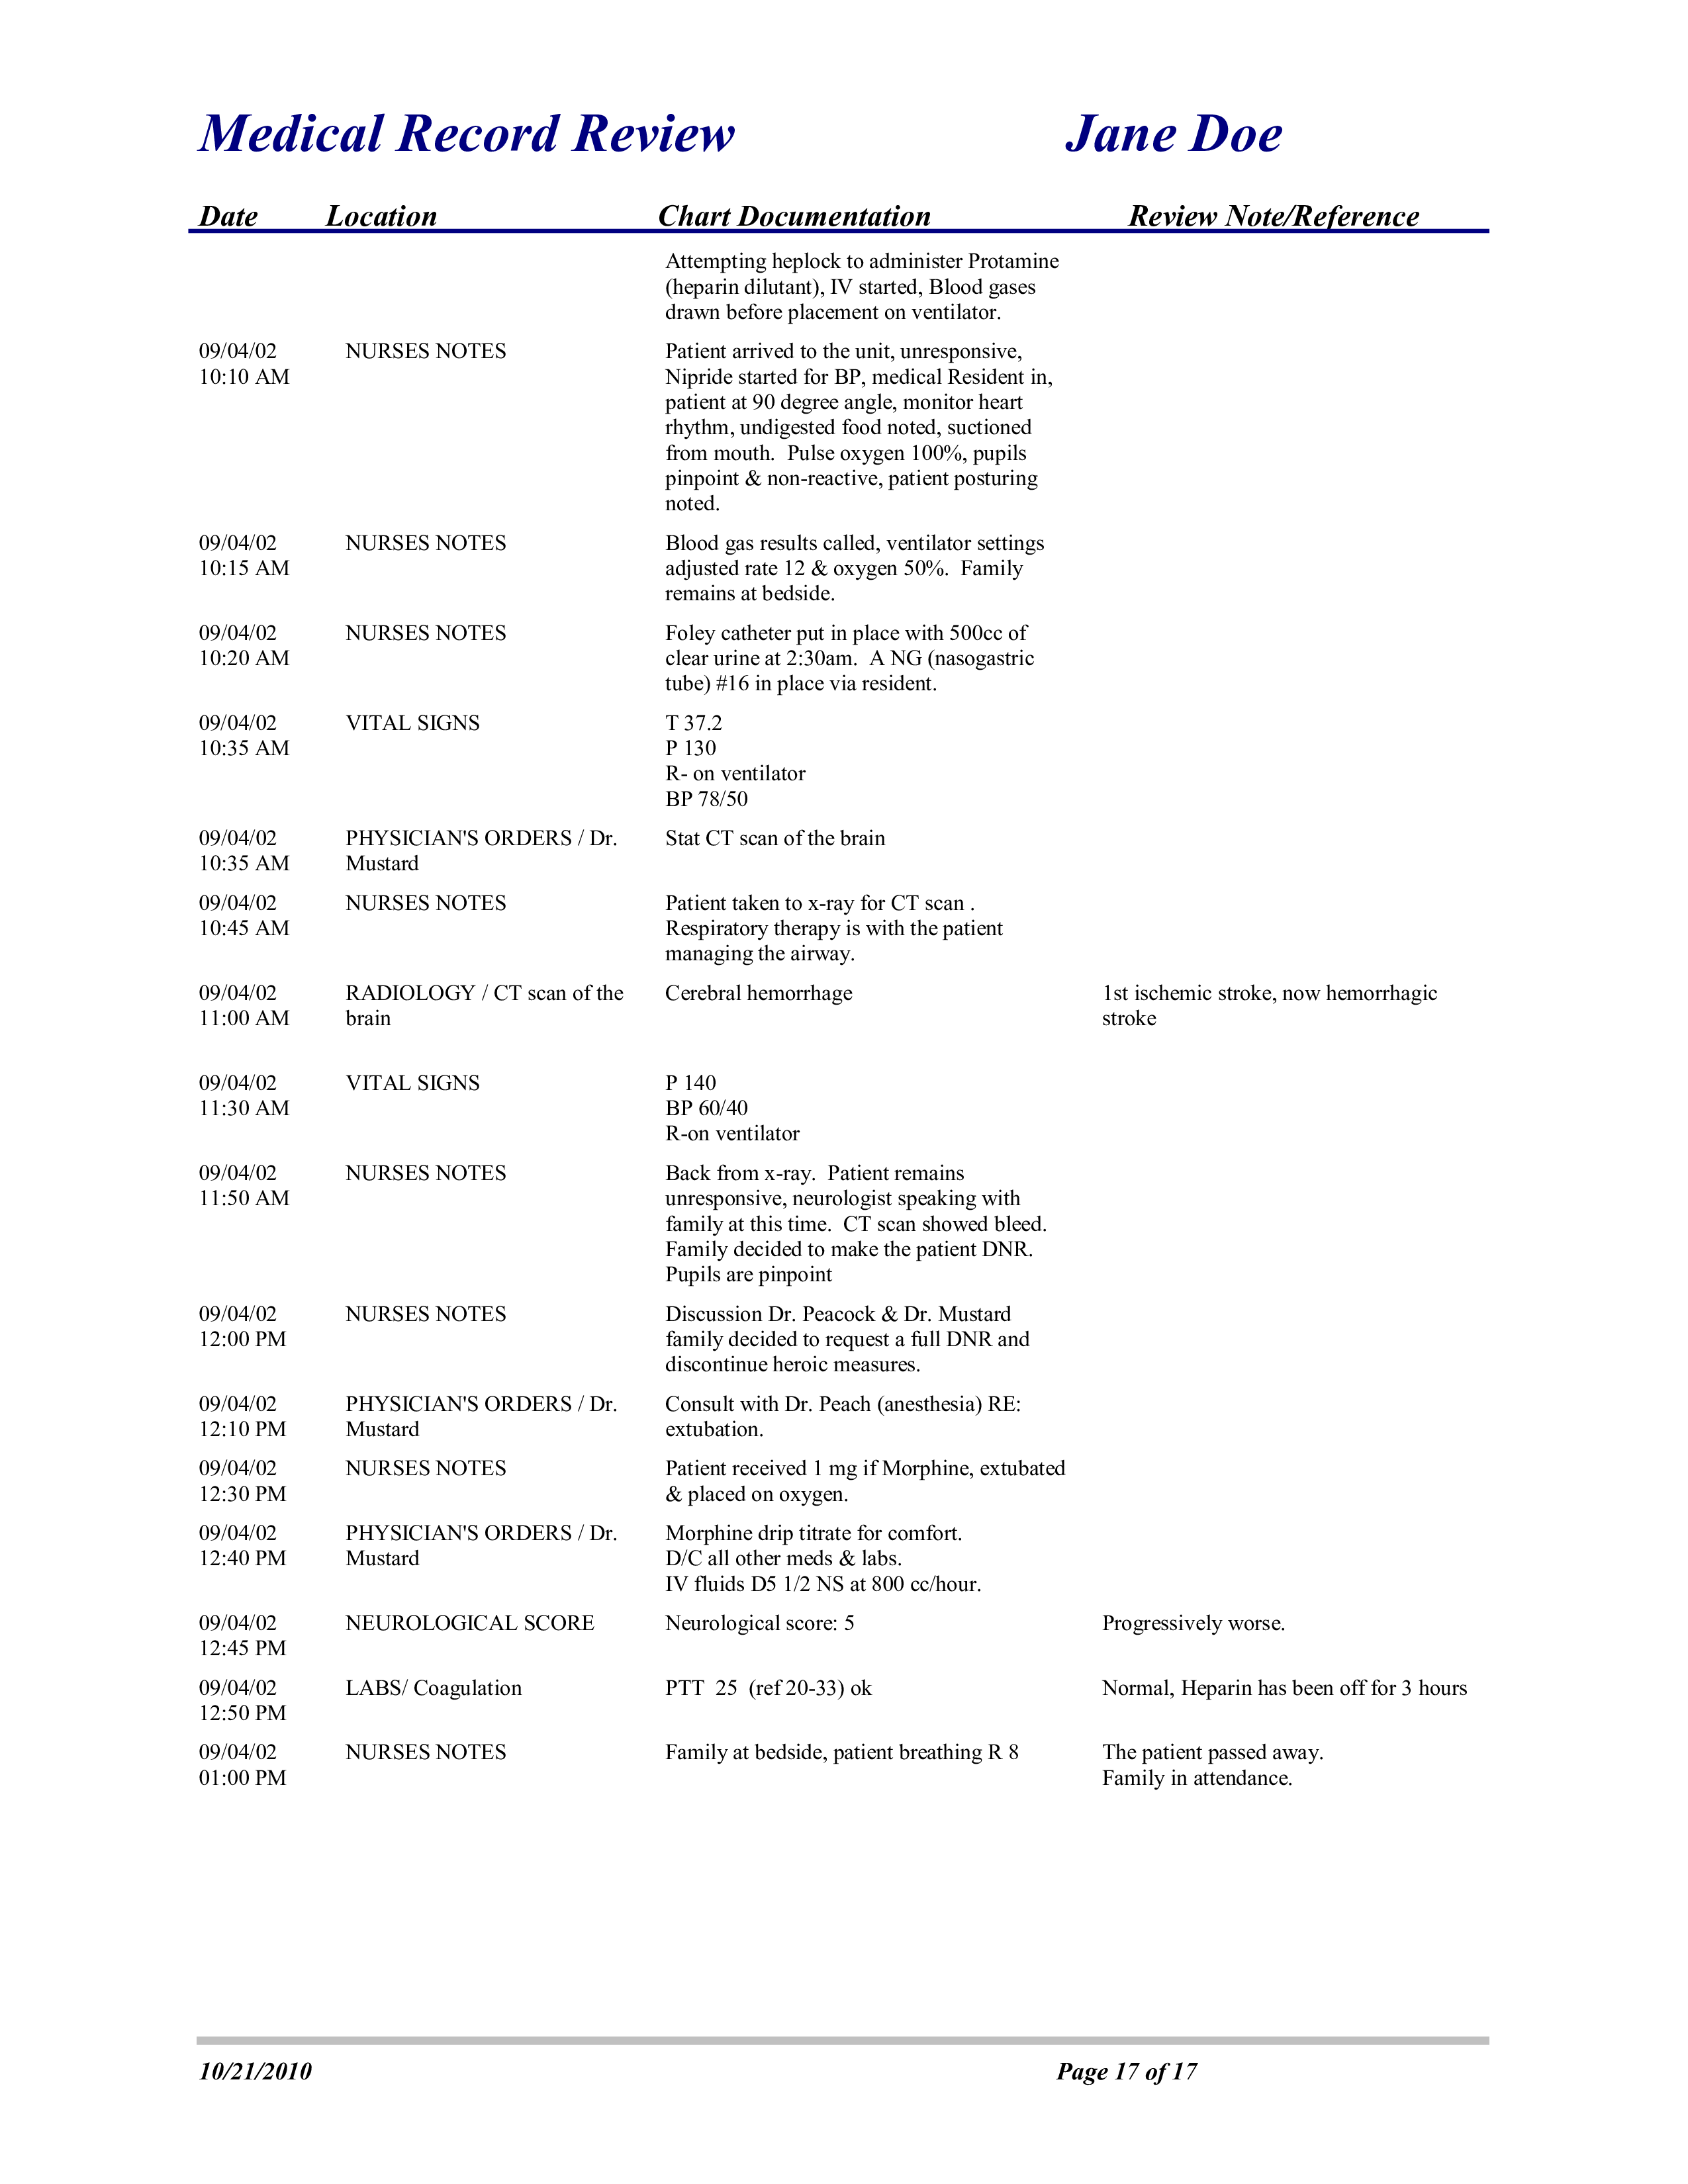 Medical Record Review Jane Doe
Date Location Chart Documentation Review Note/Reference
Attempting heplock to administer Protamine
(heparin dilutant), IV started, Blood gases
drawn before placement on ventilator.
09/04/02 NURSES NOTES Patient arrived to the unit, unresponsive,
10:10 AM Nipride started for BP, medical Resident in,
patient at 90 degree angle, monitor heart
rhythm, undigested food noted, suctioned
from mouth. Pulse oxygen 100%, pupils
pinpoint & non-reactive, patient posturing
noted.
09/04/02 NURSES NOTES Blood gas results called, ventilator settings
10:15 AM adjusted rate 12 & oxygen 50%. Family
remains at bedside.
09/04/02 NURSES NOTES Foley catheter put in place with 500cc of
10:20 AM clear urine at 2:30am. A NG (nasogastric
tube) #16 in place via resident.
09/04/02 VITAL SIGNS T 37.2
10:35 AM P 130
R- on ventilator
BP 78/50
09/04/02 PHYSICIAN'S ORDERS / Dr. Stat CT scan of the brain
10:35 AM Mustard
09/04/02 NURSES NOTES Patient taken to x-ray for CT scan .
10:45 AM Respiratory therapy is with the patient
managing the airway.
09/04/02 RADIOLOGY / CT scan of the Cerebral hemorrhage 1st ischemic stroke, now hemorrhagic
11:00 AM brain stroke
09/04/02 VITAL SIGNS P 140
11:30 AM BP 60/40
R-on ventilator
09/04/02 NURSES NOTES Back from x-ray. Patient remains
11:50 AM unresponsive, neurologist speaking with
family at this time. CT scan showed bleed.
Family decided to make the patient DNR.
Pupils are pinpoint
09/04/02 NURSES NOTES Discussion Dr. Peacock & Dr. Mustard
12:00 PM family decided to request a full DNR and
discontinue heroic measures.
09/04/02 PHYSICIAN'S ORDERS / Dr. Consult with Dr. Peach (anesthesia) RE:
12:10 PM Mustard extubation.
09/04/02 NURSES NOTES Patient received 1 mg if Morphine, extubated
12:30 PM & placed on oxygen.
09/04/02 PHYSICIAN'S ORDERS / Dr. Morphine drip titrate for comfort.
12:40 PM Mustard D/C all other meds & labs.
IV fluids D5 1/2 NS at 800 cc/hour.
09/04/02 NEUROLOGICAL SCORE Neurological score: 5 Progressively worse.
12:45 PM
09/04/02 LABS/ Coagulation PTT 25 (ref 20-33) ok Normal, Heparin has been off for 3 hours
12:50 PM
09/04/02 NURSES NOTES Family at bedside, patient breathing R 8 The patient passed away.
01:00 PM Family in attendance.
10/21/2010 Page 17 of 17